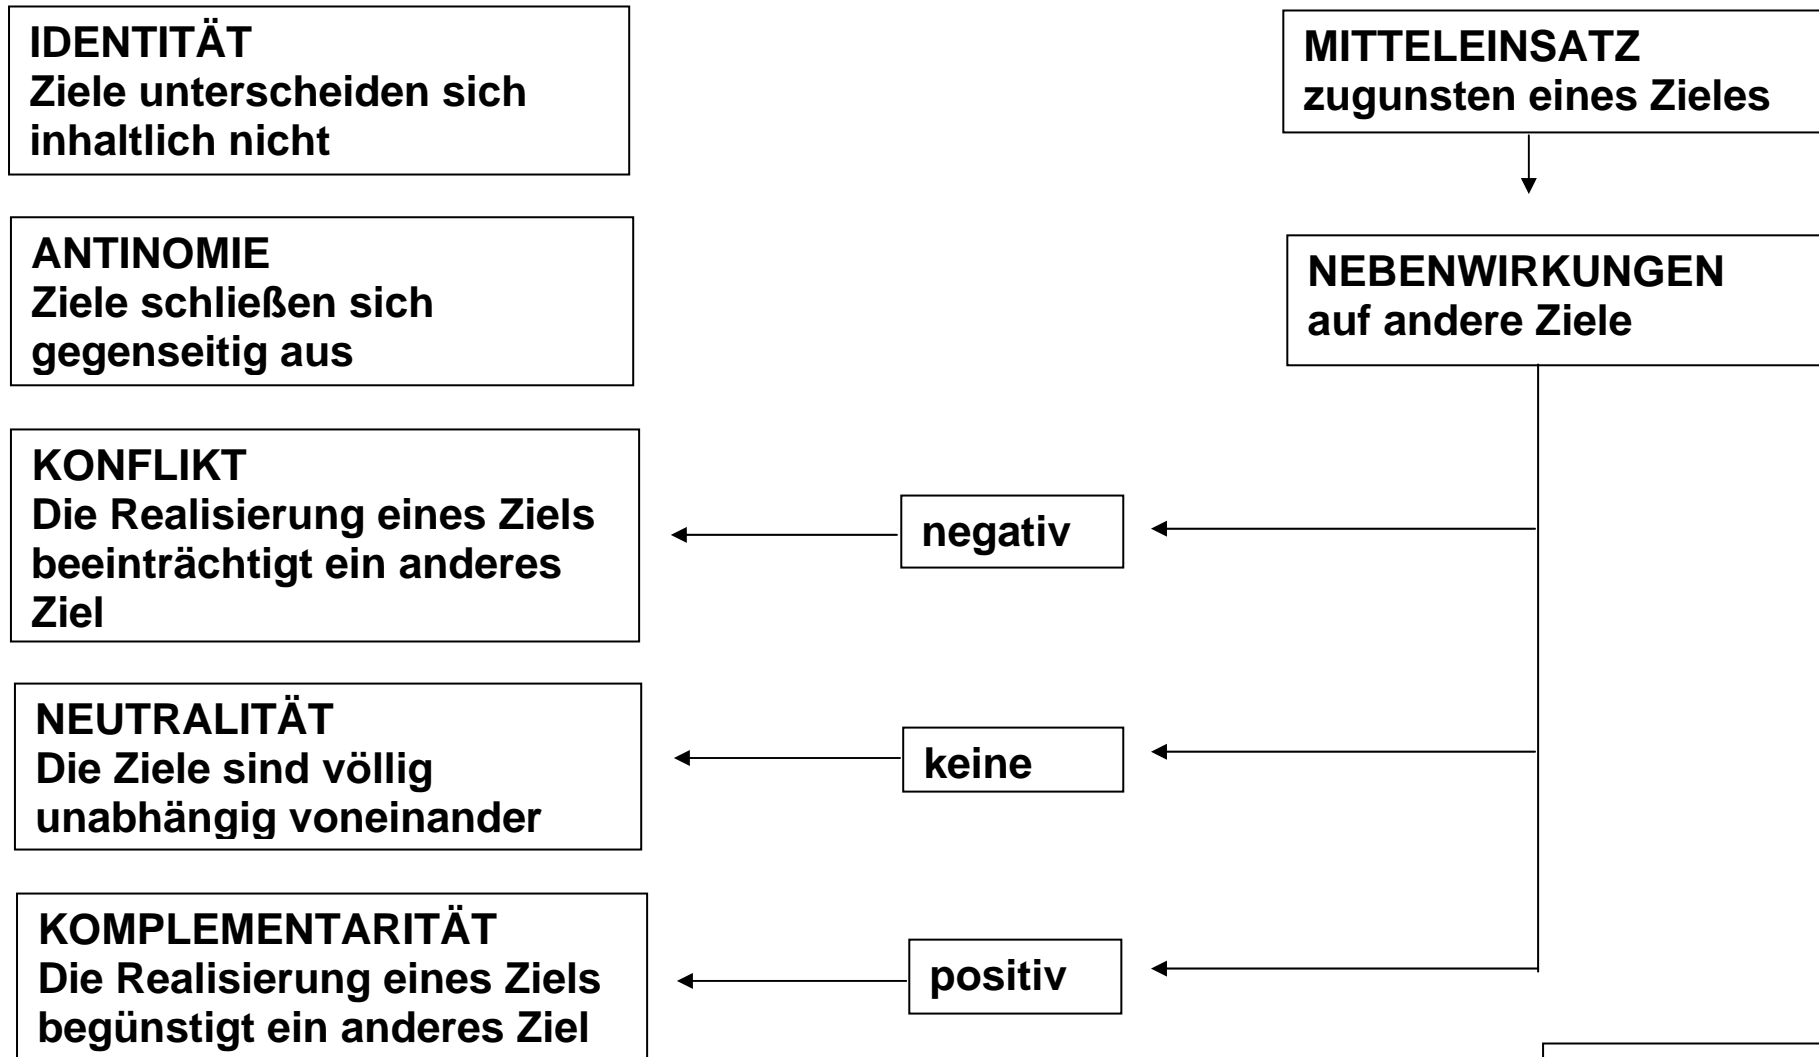 IDENTITÄT
Ziele unterscheiden sich
inhaltlich nicht
MITTELEINSATZ
zugunsten eines Zieles
ANTINOMIE
Ziele schließen sich
gegenseitig aus
NEBENWIRKUNGEN
auf andere Ziele
KONFLIKT
Die Realisierung eines Ziels
beeinträchtigt ein anderes
Ziel
negativ
NEUTRALITÄT
Die Ziele sind völlig
unabhängig voneinander
keine
KOMPLEMENTARITÄT
Die Realisierung eines Ziels
begünstigt ein anderes Ziel
positiv